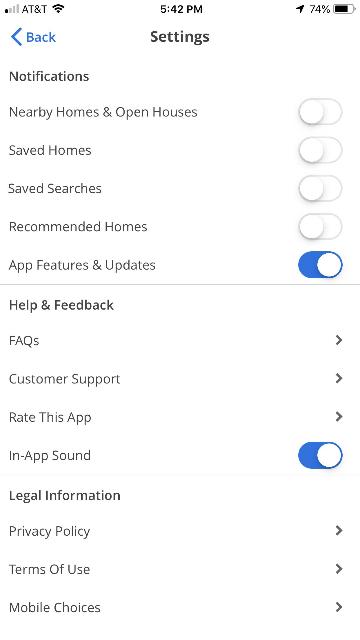 AT&T 5:42 PM 74%
Back Settings
Notifications
Nearby Homes & Open Houses
Saved Homes
Saved Searches
Recommended Homes
App Features & Updates
Help & Feedback
FAQs
Customer Support
Rate This App
In-App Sound
Legal Information
Privacy Policy
Terms Of Use
Mobile Choices